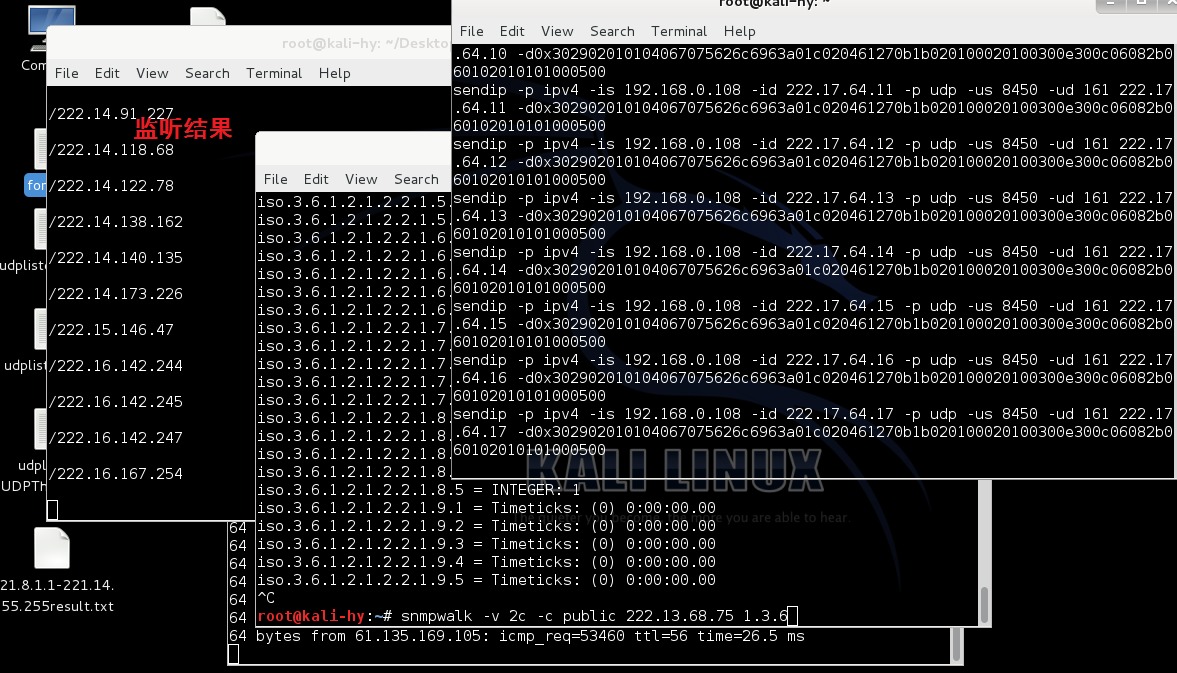 root@kali-hy: ~
File Edit View Search Terminal Help
.64.10 -d0x302902010104067075626c6963a01c020461270b1b020100020100300e300c06082b0
60102010101000500
sendip -p ipv4 -is 192.168.0.108 -id 222.17.64.11 -p udp -us 8450 -ud 161 222.17
.64.11 -d0x302902010104067075626c6963a01c020461270b1b020100020100300e300c06082b0
60102010101000500
sendip -p ipv4 -is 192.168.0.108 -id 222.17.64.12 -p udp -us 8450 -ud 161 222.17
.64.12 -d0x302902010104067075626c6963a01c020461270b1b020100020100300e300c06082b0
60102010101000500
sendip -p ipv4 -is 192.168.0.108 -id 222.17.64.13 -p udp -us 8450 -ud 161 222.17
.64.13 -d0x302902010104067075626c6963a01c020461270b1b020100020100300e300c06082b0
60102010101000500
sendip -p ipv4 -is 192.168.0.108 -id 222.17.64.14 -p udp -us 8450 -ud 161 222.17
.64.14 -d0x302902010104067075626c6963a01c020461270b1b020100020100300e300c06082b0
60102010101000500
sendip -p ipv4 -is 192.168.0.108 -id 222.17.64.15 -p udp -us 8450 -ud 161 222.17
.64.15 -d0x302902010104067075626c6963a01c020461270b1b020100020100300e300c06082b0
60102010101000500
sendip -p ipv4 -is 192.168.0.108 -id 222.17.64.16 -p udp -us 8450 -ud 161 222.17
.64.16 -d0x302902010104067075626c6963a01c020461270b1b020100020100300e300c06082b0
60102010101000500
sendip -p ipv4 -is 192.168.0.108 -id 222.17.64.17 -p udp -us 8450 -ud 161 222.17
.64.17 -d0x302902010104067075626c6963a01c020461270b1b020100020100300e300c06082b0
60102010101000500
KALI LINUX
Com
root@kali-hy: ~/Deskto
File Edit View Search Terminal Help
/222.14.91.227
监听结果
/222.14.118.68
/222.14.122.78
/222.14.138.162
/222.14.140.135
/222.14.173.226
/222.15.146.47
/222.16.142.244
/222.16.142.245
/222.16.142.247
/222.16.167.254
for
udpliste
udplist
udpl
UDPTh
21.8.1.1-221.14.
55.255result.txt
File Edit View Search
iso.3.6.1.2.1.2.2.1.5.
iso.3.6.1.2.1.2.2.1.5.
iso.3.6.1.2.1.2.2.1.6.
iso.3.6.1.2.1.2.2.1.6.
iso.3.6.1.2.1.2.2.1.6.
iso.3.6.1.2.1.2.2.1.6.
iso.3.6.1.2.1.2.2.1.6.
iso.3.6.1.2.1.2.2.1.7.
iso.3.6.1.2.1.2.2.1.7.
iso.3.6.1.2.1.2.2.1.7.
iso.3.6.1.2.1.2.2.1.7.
iso.3.6.1.2.1.2.2.1.7.
iso.3.6.1.2.1.2.2.1.8.
iso.3.6.1.2.1.2.2.1.8.
iso.3.6.1.2.1.2.2.1.8.
iso.3.6.1.2.1.2.2.1.8.
iso.3.6.1.2.1.2.2.1.8.5 = INTEGER: 1
iso.3.6.1.2.1.2.2.1.9.1 = Timeticks: (0) 0:00:00.00
iso.3.6.1.2.1.2.2.1.9.2 = Timeticks: (0) 0:00:00.00
iso.3.6.1.2.1.2.2.1.9.3 = Timeticks: (0) 0:00:00.00
iso.3.6.1.2.1.2.2.1.9.4 = Timeticks: (0) 0:00:00.00
iso.3.6.1.2.1.2.2.1.9.5 = Timeticks: (0) 0:00:00.00
^C
root@kali-hy:~# snmpwalk -v 2c -c public 222.13.68.75 1.3.6
64
64
64
64
64
64
64 bytes from 61.135.169.105: icmp_req=53460 ttl=56 time=26.5 ms